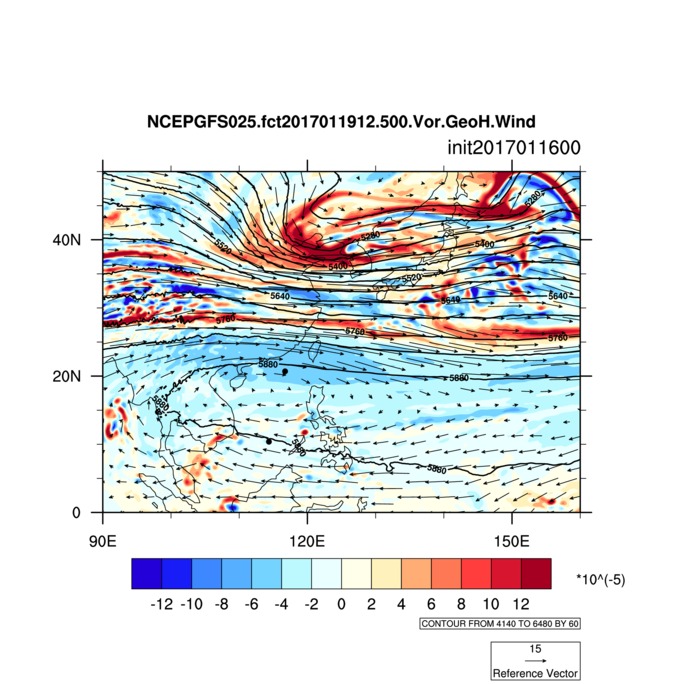 NCEPGFS025.fct2017011912.500.Vor.GeoH.Wind
init2017011600
5280
5520
5280
5400
5400
5520
5640
5640
5640
5760
5760
5760
5880
5880
5880
5880
5880
40N
20N
0
90E 120E 150E
-12 -10 -8 -6 -4 -2 0 2 4 6 8 10 12
*10^(-5)
CONTOUR FROM 4140 TO 6480 BY 60
15
Reference Vector